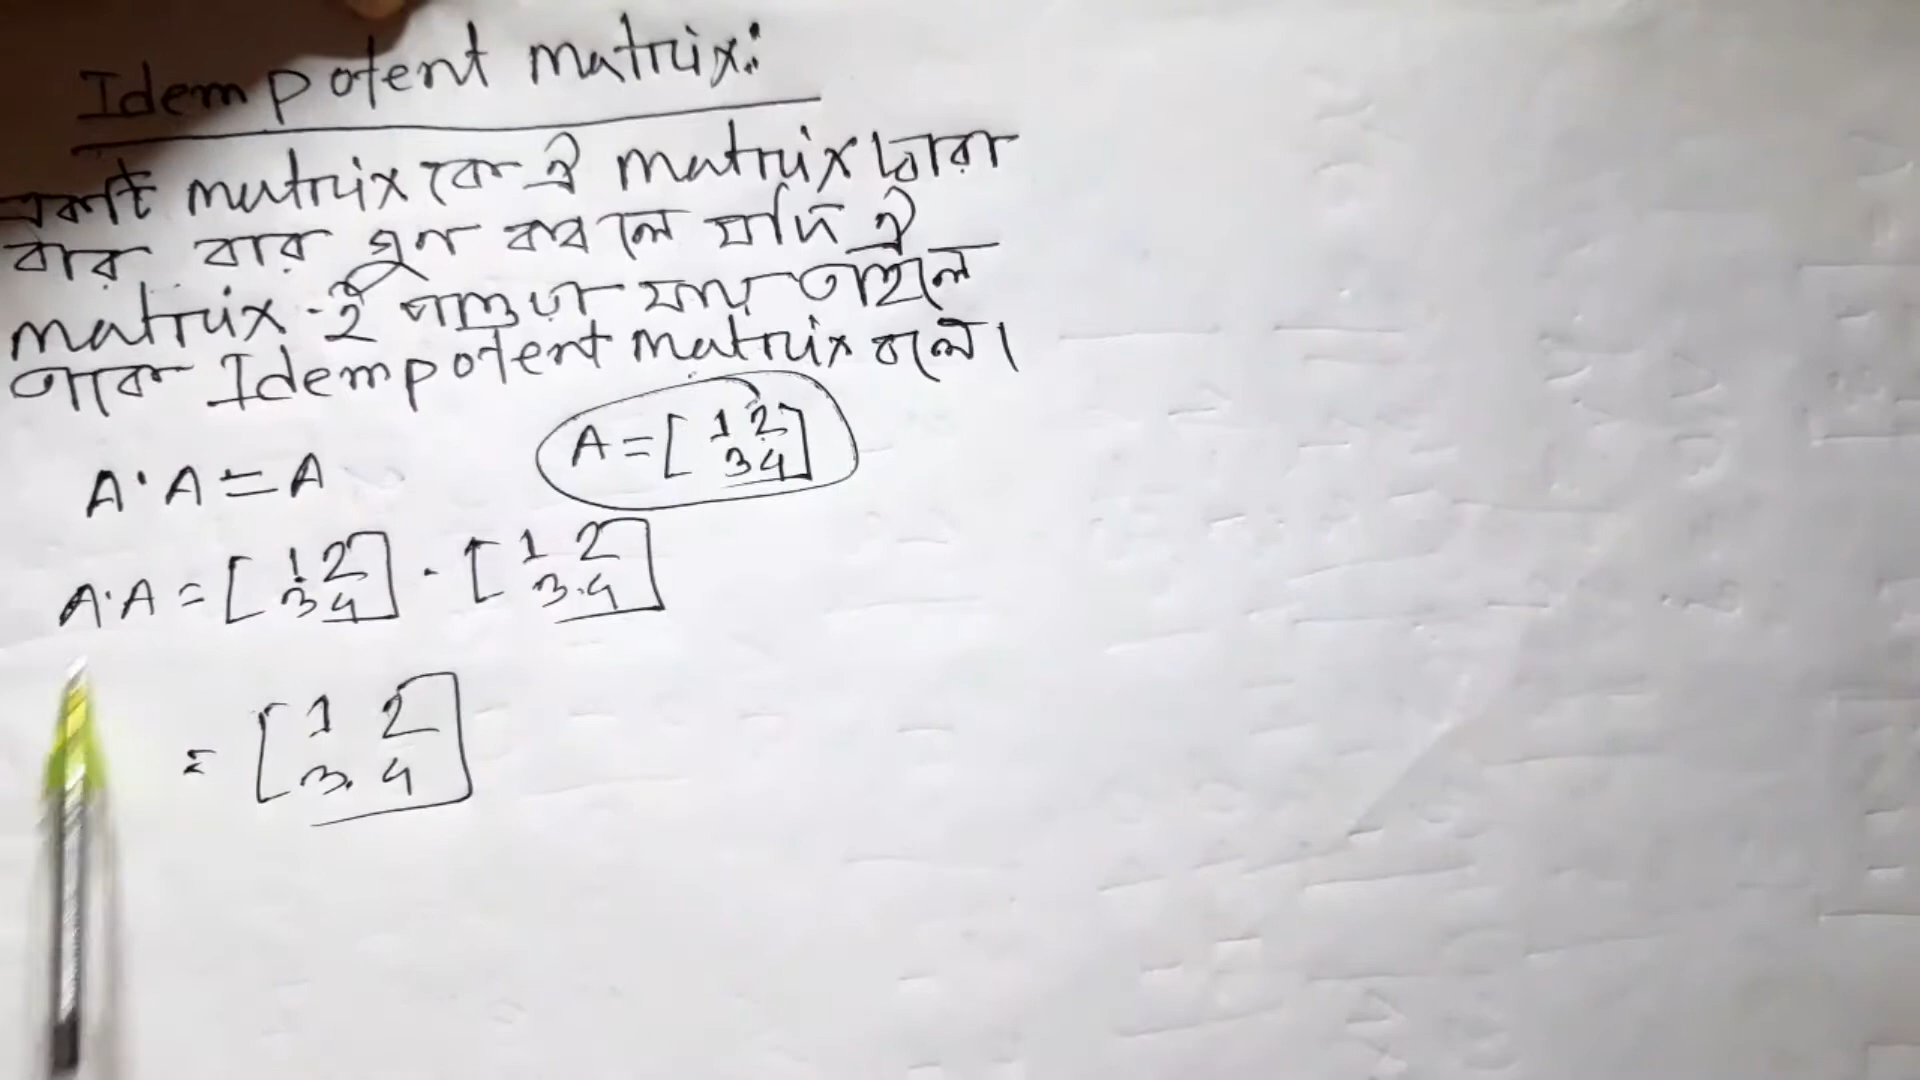 Idempotent matrix:
একটি matrix কে ঐ matrix দ্বারা
বার বার গুন করলে যদি ঐ
matrix-ই পাওয়া যায় তাহলে
তাকে Idempotent matrix বলে।
A·A=A
A=[1 2
3 4]
A·A=[1 2
3 4]·[1 2
3 4]
=[1 2
3 4]